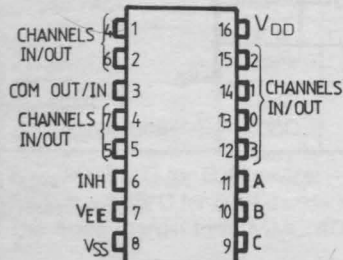 CHANNELS IN/OUT
4 1
6 2
COM OUT/IN 3
CHANNELS IN/OUT
7 4
5 5
INH 6
VEE 7
VSS 8
16 VDD
15 2
14 1
13 0
12 3
CHANNELS IN/OUT
11 A
10 B
9 C